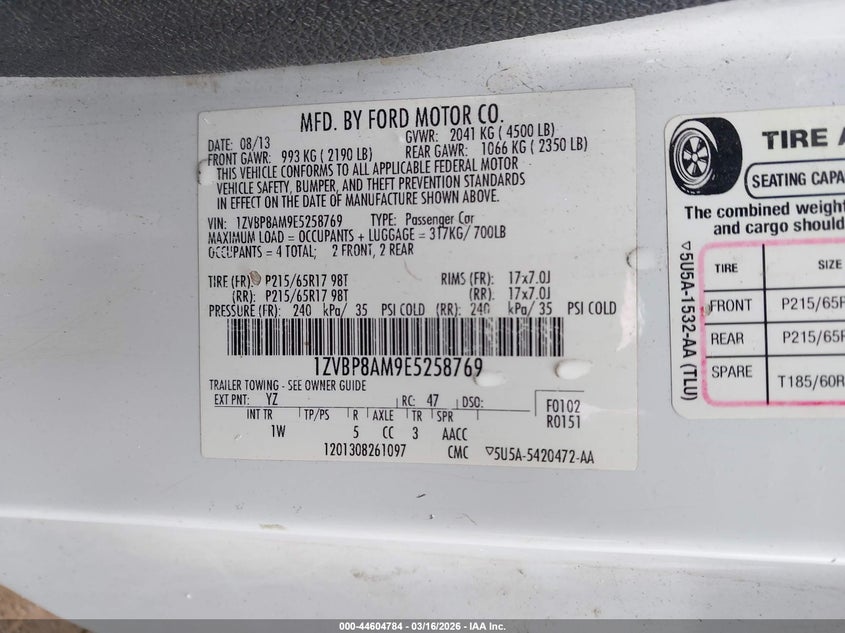 MFD. BY FORD MOTOR CO.
DATE: 08/13 GVWR: 2041 KG ( 4500 LB)
FRONT GAWR: 993 KG ( 2190 LB) REAR GAWR: 1066 KG ( 2350 LB)
THIS VEHICLE CONFORMS TO ALL APPLICABLE FEDERAL MOTOR
VEHICLE SAFETY, BUMPER, AND THEFT PREVENTION STANDARDS
IN EFFECT ON THE DATE OF MANUFACTURE SHOWN ABOVE.
VIN: 1ZVBP8AM9E5258769 TYPE: Passenger Car
MAXIMUM LOAD = OCCUPANTS + LUGGAGE = 317KG/ 700LB
OCCUPANTS = 4 TOTAL; 2 FRONT, 2 REAR
TIRE (FR): P215/65R17 98T RIMS (FR): 17x7.0J
(RR): P215/65R17 98T (RR): 17x7.0J
PRESSURE (FR): 240 kPa/ 35 PSI COLD (RR): 240 kPa/ 35 PSI COLD
1ZVBP8AM9E5258769
TRAILER TOWING - SEE OWNER GUIDE
EXT PNT: YZ RC: 47 DSO:
INT TR TP/PS R AXLE TR SPR
1W 5 CC 3 AACC
F0102
R0151
1201308261097 CMC ▽5U5A-5420472-AA
TIRE A
SEATING CAPA
The combined weight
and cargo should
TIRE SIZE
FRONT P215/65R
REAR P215/65R
SPARE T185/60R
▽5U5A-1532-AA (TLU)
000-44604784 - 03/16/2026 - IAA Inc.